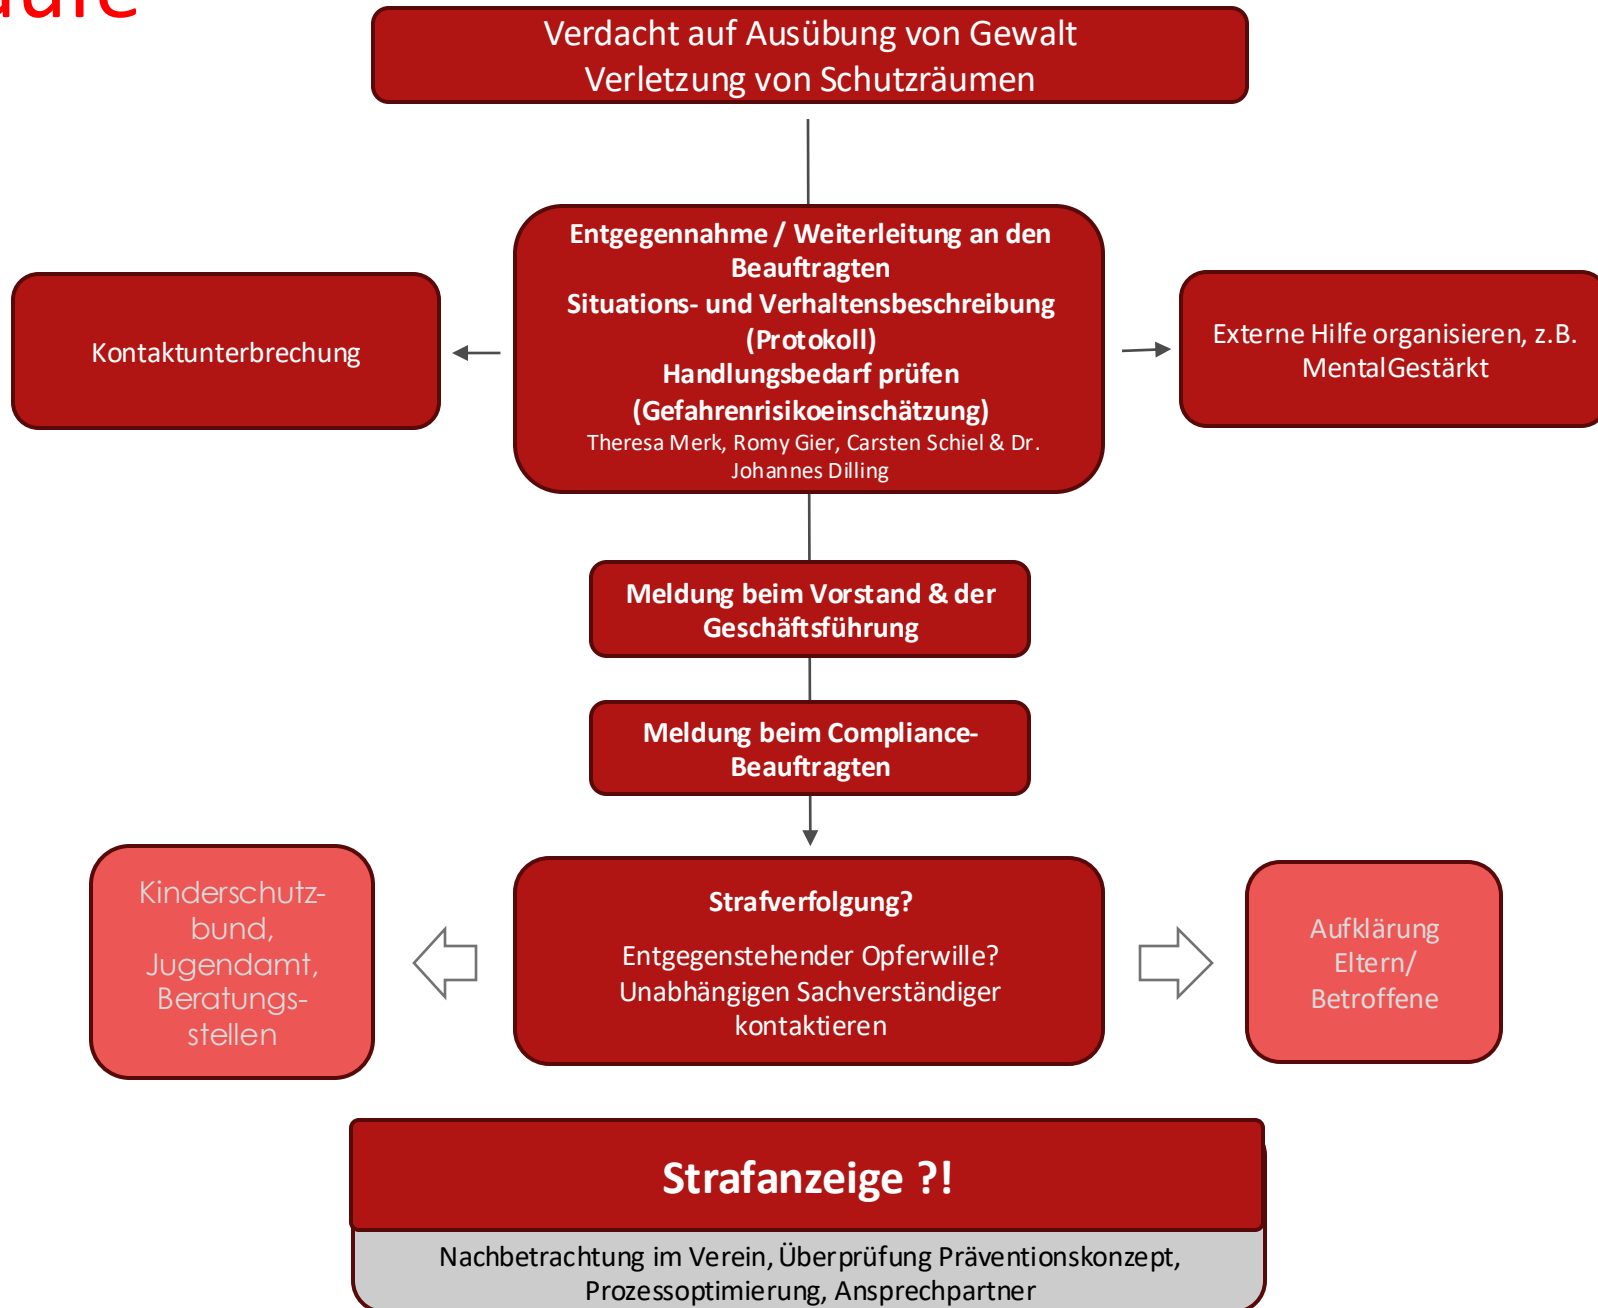 Verdacht auf Ausübung von Gewalt
Verletzung von Schutzräumen
Entgegennahme / Weiterleitung an den
Beauftragten
Situations- und Verhaltensbeschreibung
(Protokoll)
Handlungsbedarf prüfen
(Gefahrenrisikoeinschätzung)
Theresa Merk, Romy Gier, Carsten Schiel & Dr.
Johannes Dilling
Kontaktunterbrechung
Externe Hilfe organisieren, z.B.
MentalGestärkt
Meldung beim Vorstand & der
Geschäftsführung
Meldung beim Compliance-
Beauftragten
Kinderschutz-
bund,
Jugendamt,
Beratungs-
stellen
Strafverfolgung?
Entgegenstehender Opferwille?
Unabhängigen Sachverständiger
kontaktieren
Aufklärung
Eltern/
Betroffene
Strafanzeige ?!
Nachbetrachtung im Verein, Überprüfung Präventionskonzept,
Prozessoptimierung, Ansprechpartner